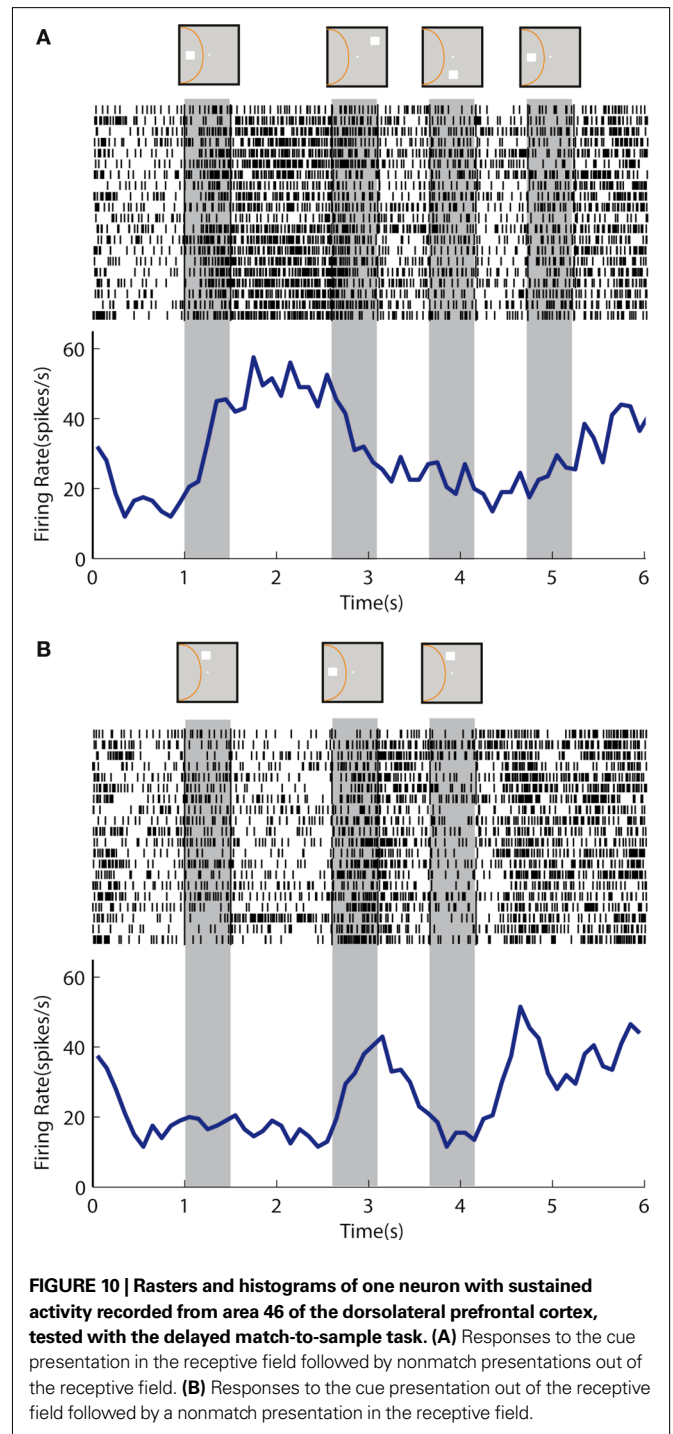 A
60
40
20
0
Firing Rate(spikes/s)
0 1 2 3 4 5 6
Time(s)
B
60
40
20
0
Firing Rate(spikes/s)
0 1 2 3 4 5 6
Time(s)
FIGURE 10 | Rasters and histograms of one neuron with sustained
activity recorded from area 46 of the dorsolateral prefrontal cortex,
tested with the delayed match-to-sample task. (A) Responses to the cue
presentation in the receptive field followed by nonmatch presentations out of
the receptive field. (B) Responses to the cue presentation out of the receptive
field followed by a nonmatch presentation in the receptive field.